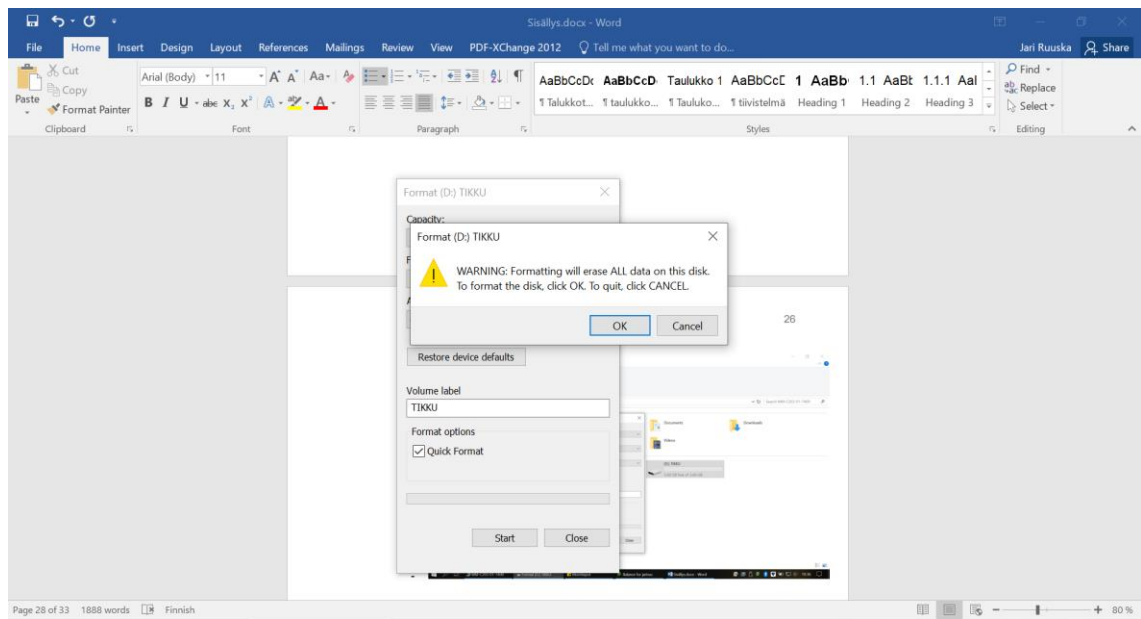 Sisällys.docx - Word
File Home Insert Design Layout References Mailings Review View PDF-XChange 2012 Tell me what you want to do... Jari Ruuska Share
Cut
Copy
Format Painter
Paste
Clipboard
Arial (Body) 11
Font
Paragraph
AaBbCcDc AaBbCcD Taulukko 1 AaBbCcD 1 AaBb 1.1 AaBb 1.1.1 AaI
¶ Talukkot... ¶ taulukko... ¶ Tauluko... ¶ tiivistelmä Heading 1 Heading 2 Heading 3
Styles
Find
Replace
Select
Editing
Format (D:) TIKKU
Capacity:
Format (D:) TIKKU
WARNING: Formatting will erase ALL data on this disk.
To format the disk, click OK. To quit, click CANCEL.
OK Cancel
26
Restore device defaults
Volume label
TIKKU
Format options
Quick Format
Start Close
Documents Downloads
Page 28 of 33 1888 words Finnish 80 %